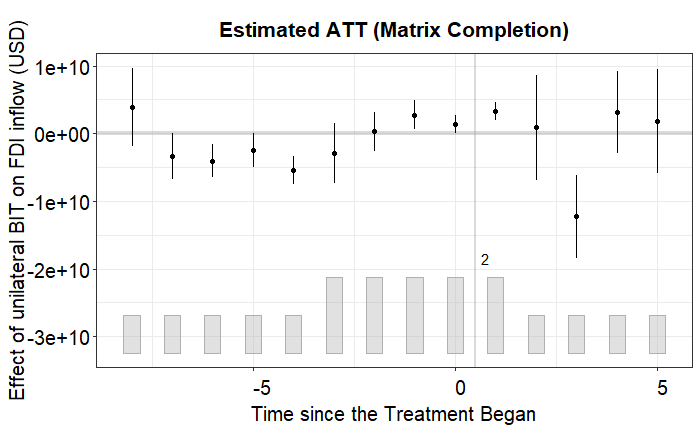 Estimated ATT (Matrix Completion)
Effect of unilateral BIT on FDI inflow (USD)
1e+10
0e+00
-1e+10
-2e+10
-3e+10
2
-5
0
5
Time since the Treatment Began